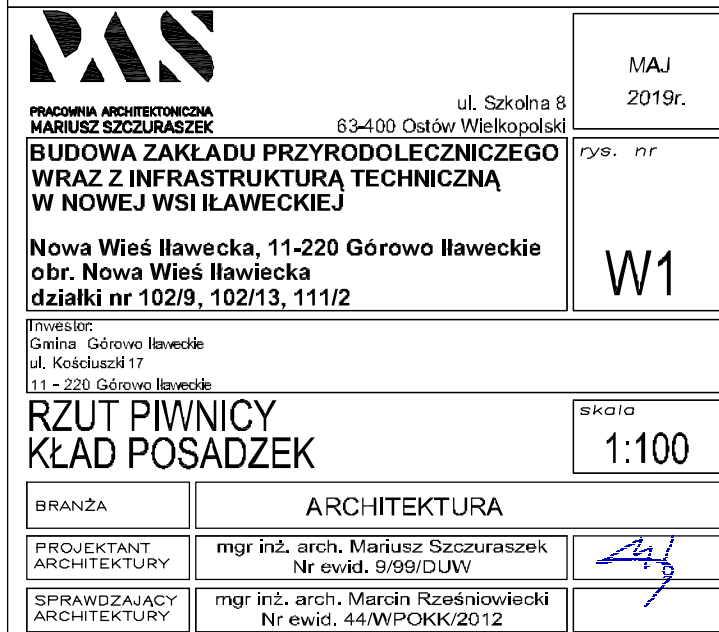 PAS
PRACOWNIA ARCHITEKTONICZNA
MARIUSZ SZCZURASZEK
ul. Szkolna 8
63-400 Ostów Wielkopolski
MAJ
2019r.
BUDOWA ZAKŁADU PRZYRODOLECZNICZEGO
WRAZ Z INFRASTRUKTURĄ TECHNICZNĄ
W NOWEJ WSI IŁAWECKIEJ
Nowa Wieś Iławecka, 11-220 Górowo Iławeckie
obr. Nowa Wieś Iławiecka
działki nr 102/9, 102/13, 111/2
rys. nr
W1
Inwestor:
Gmina Górowo Iławeckie
ul. Kościuszki 17
11 - 220 Górowo Iławeckie
RZUT PIWNICY
KŁAD POSADZEK
skala
1:100
BRANŻA
ARCHITEKTURA
PROJEKTANT
ARCHITEKTURY
mgr inż. arch. Mariusz Szczuraszek
Nr ewid. 9/99/DUW
SPRAWDZAJĄCY
ARCHITEKTURY
mgr inż. arch. Marcin Rześniowiecki
Nr ewid. 44/WPOKK/2012